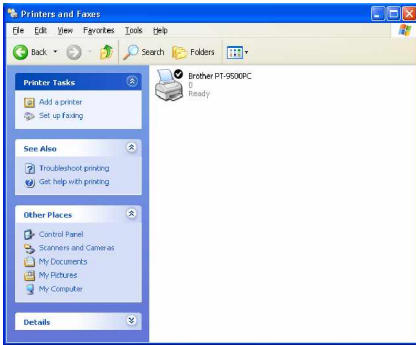 Printers and Faxes
File Edit View Favorites Tools Help
Back Search Folders
Printer Tasks
Add a printer
Set up faxing
See Also
Troubleshoot printing
Get help with printing
Other Places
Control Panel
Scanners and Cameras
My Documents
My Pictures
My Computer
Details
Brother PT-9500PC
0
Ready